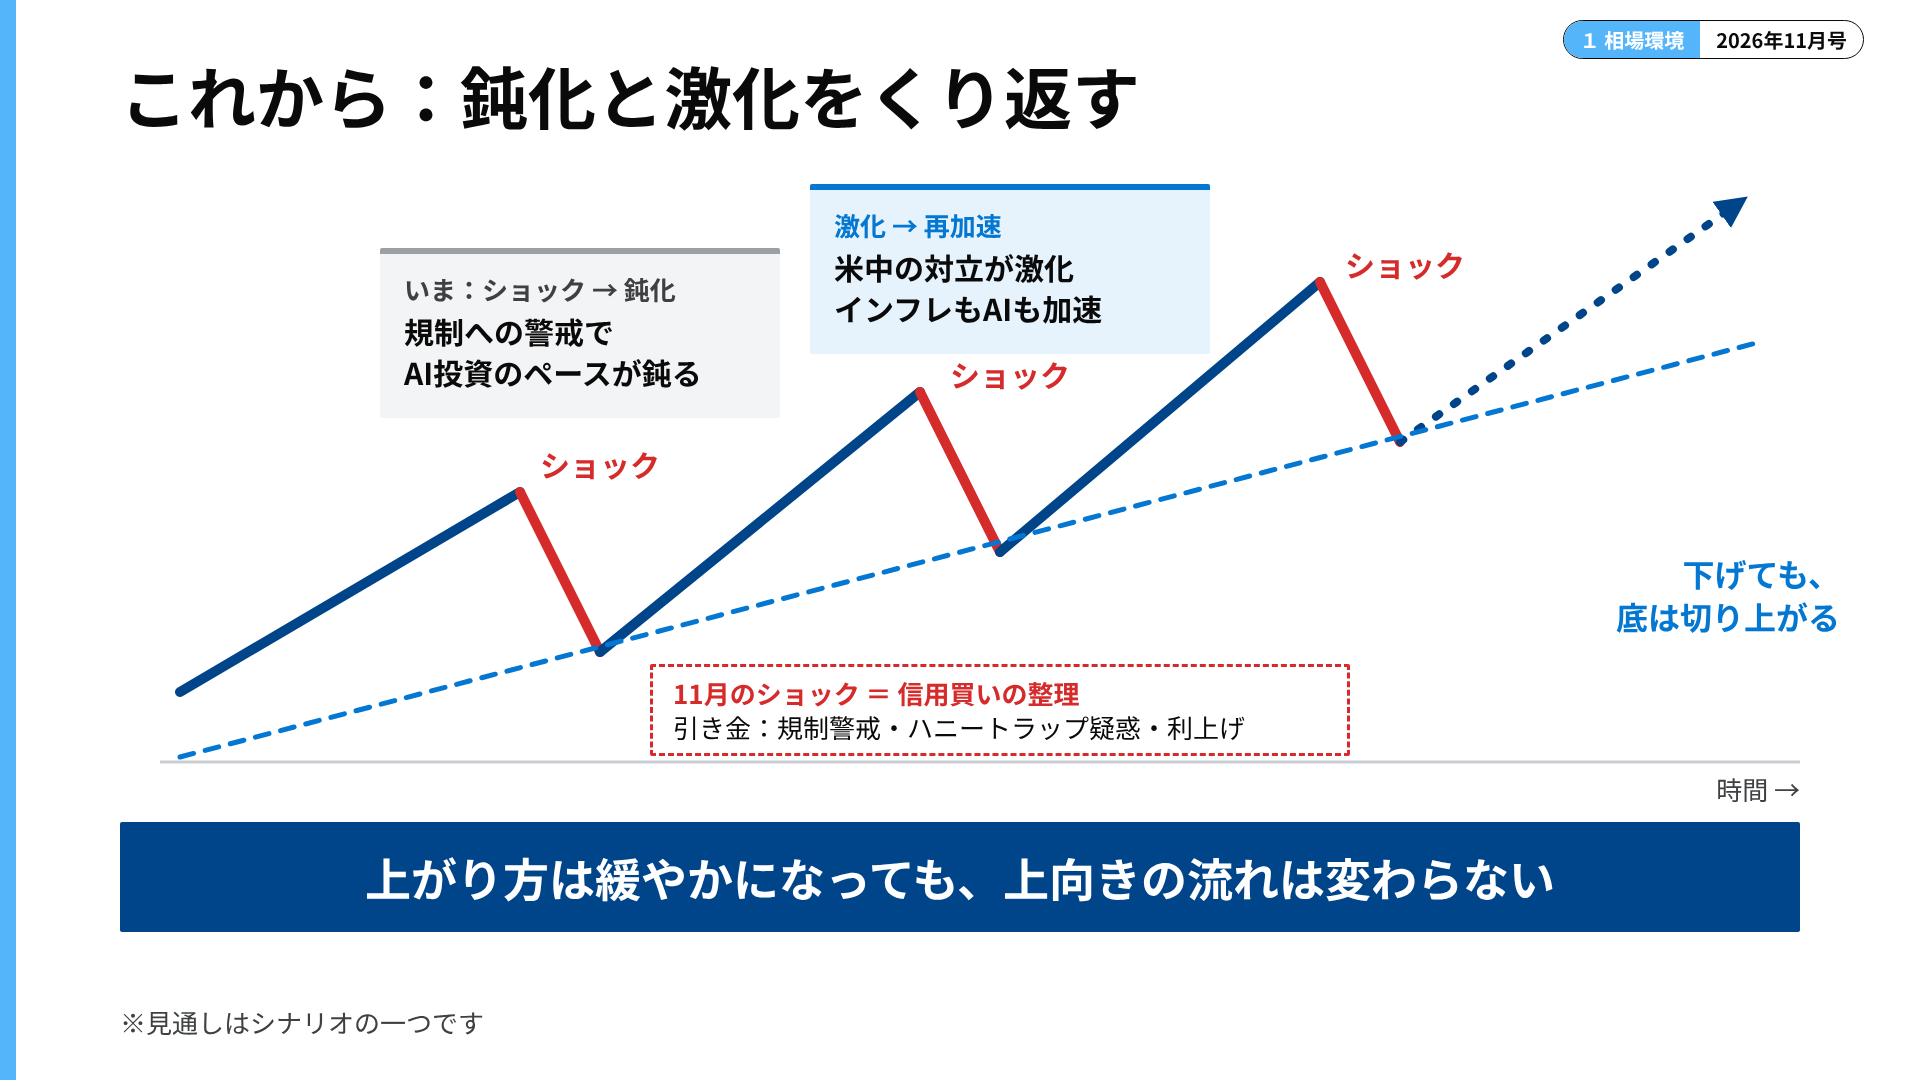 1 相場環境 2026年11月号
これから：鈍化と激化をくり返す
激化 → 再加速
米中の対立が激化
インフレもAIも加速
いま：ショック → 鈍化
規制への警戒で
AI投資のペースが鈍る
ショック
ショック
ショック
下げても、
底は切り上がる
11月のショック ＝ 信用買いの整理
引き金：規制警戒・ハニートラップ疑惑・利上げ
時間 →
上がり方は緩やかになっても、上向きの流れは変わらない
※見通しはシナリオの一つです